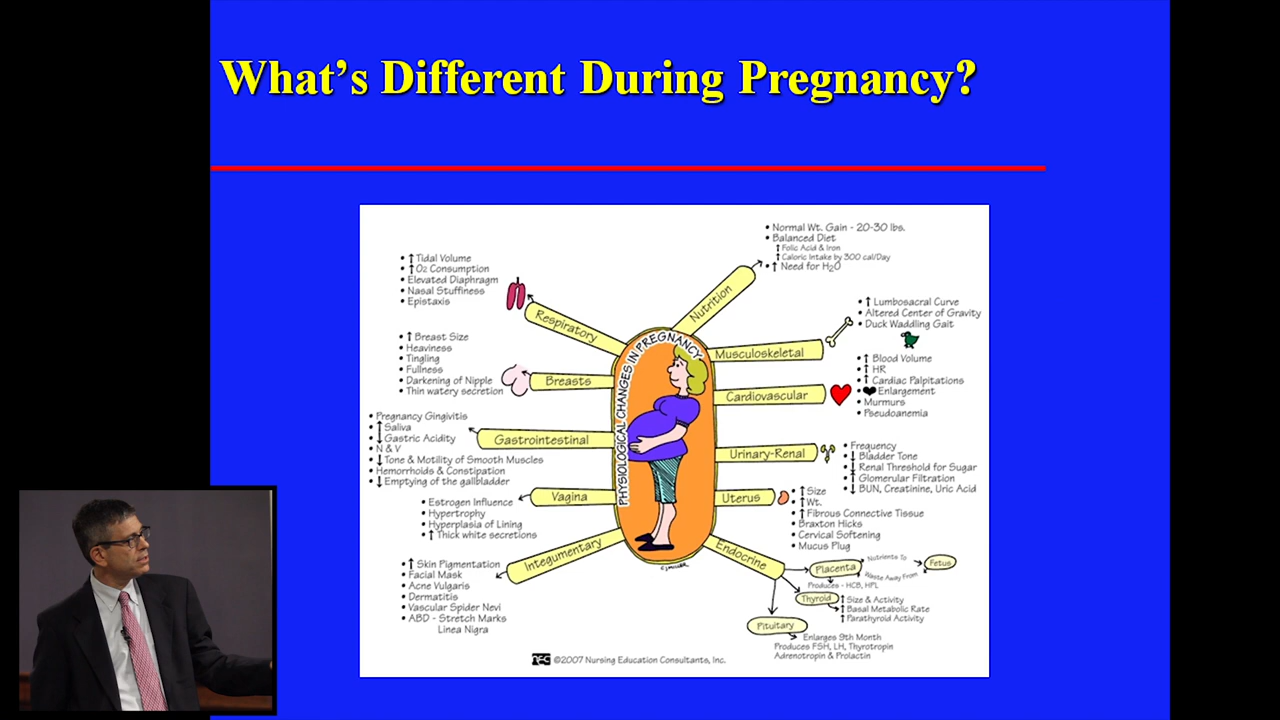 What's Different During Pregnancy?
PHYSIOLOGICAL CHANGES IN PREGNANCY
Nutrition
• Normal Wt. Gain - 20-30 lbs.
• Balanced Diet
↑ Folic Acid & Iron
↑ Caloric Intake by 300 cal/Day
• ↑ Need for H2O
Respiratory
• ↑ Tidal Volume
• ↑ O2 Consumption
• Elevated Diaphragm
• Nasal Stuffiness
• Epistaxis
Musculoskeletal
• ↑ Lumbosacral Curve
• Altered Center of Gravity
• Duck Waddling Gait
Breasts
• ↑ Breast Size
• Heaviness
• Tingling
• Fullness
• Darkening of Nipple
• Thin watery secretion
Cardiovascular
• ↑ Blood Volume
• ↑ HR
• ↑ Cardiac Palpitations
• Enlargement
• Murmurs
• Pseudoanemia
Gastrointestinal
• Pregnancy Gingivitis
• ↑ Saliva
• ↓ Gastric Acidity
• N & V
• ↓ Tone & Motility of Smooth Muscles
• Hemorrhoids & Constipation
• ↓ Emptying of the gallbladder
Urinary-Renal
• Frequency
• ↓ Bladder Tone
• ↓ Renal Threshold for Sugar
• ↑ Glomerular Filtration
• ↓ BUN, Creatinine, Uric Acid
Vagina
• Estrogen Influence
• Hypertrophy
• Hyperplasia of Lining
• ↑ Thick white secretions
Uterus
• ↑ Size
• ↑ Wt.
• ↑ Fibrous Connective Tissue
• Braxton Hicks
• Cervical Softening
• Mucus Plug
Integumentary
• ↑ Skin Pigmentation
• Facial Mask
• Acne Vulgaris
• Dermatitis
• Vascular Spider Nevi
• ABD - Stretch Marks
Linea Nigra
Endocrine
Placenta
Nutrients To
Waste Away From
Fetus
Produces - HCB, HPL
Thyroid
↑ Size & Activity
↑ Basal Metabolic Rate
↑ Parathyroid Activity
Pituitary
Enlarges 9th Month
Produces FSH, LH, Thyrotropin
Adrenotropin & Prolactin
©2007 Nursing Education Consultants, Inc.